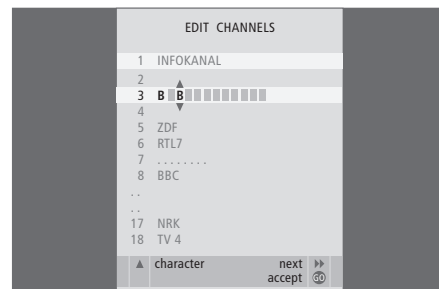 EDIT CHANNELS
1 INFOKANAL
2
3 B B
4
5 ZDF
6 RTL7
7 ........
8 BBC
..
..
17 NRK
18 TV 4
character next
accept GO